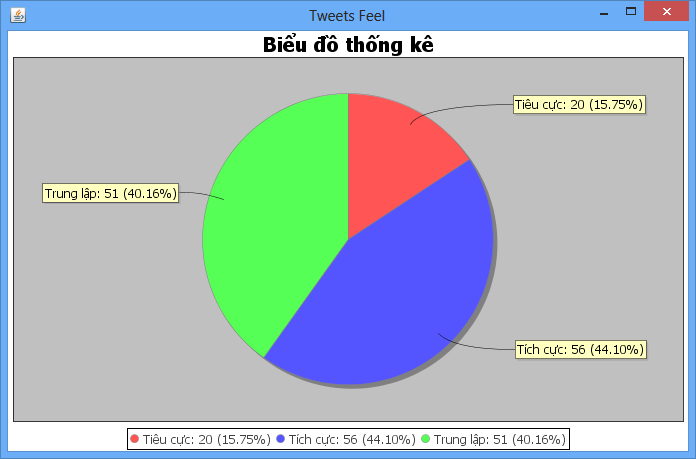 Tweets Feel
Biểu đồ thống kê
Tiêu cực: 20 (15.75%)
Trung lập: 51 (40.16%)
Tích cực: 56 (44.10%)
Tiêu cực: 20 (15.75%) Tích cực: 56 (44.10%) Trung lập: 51 (40.16%)